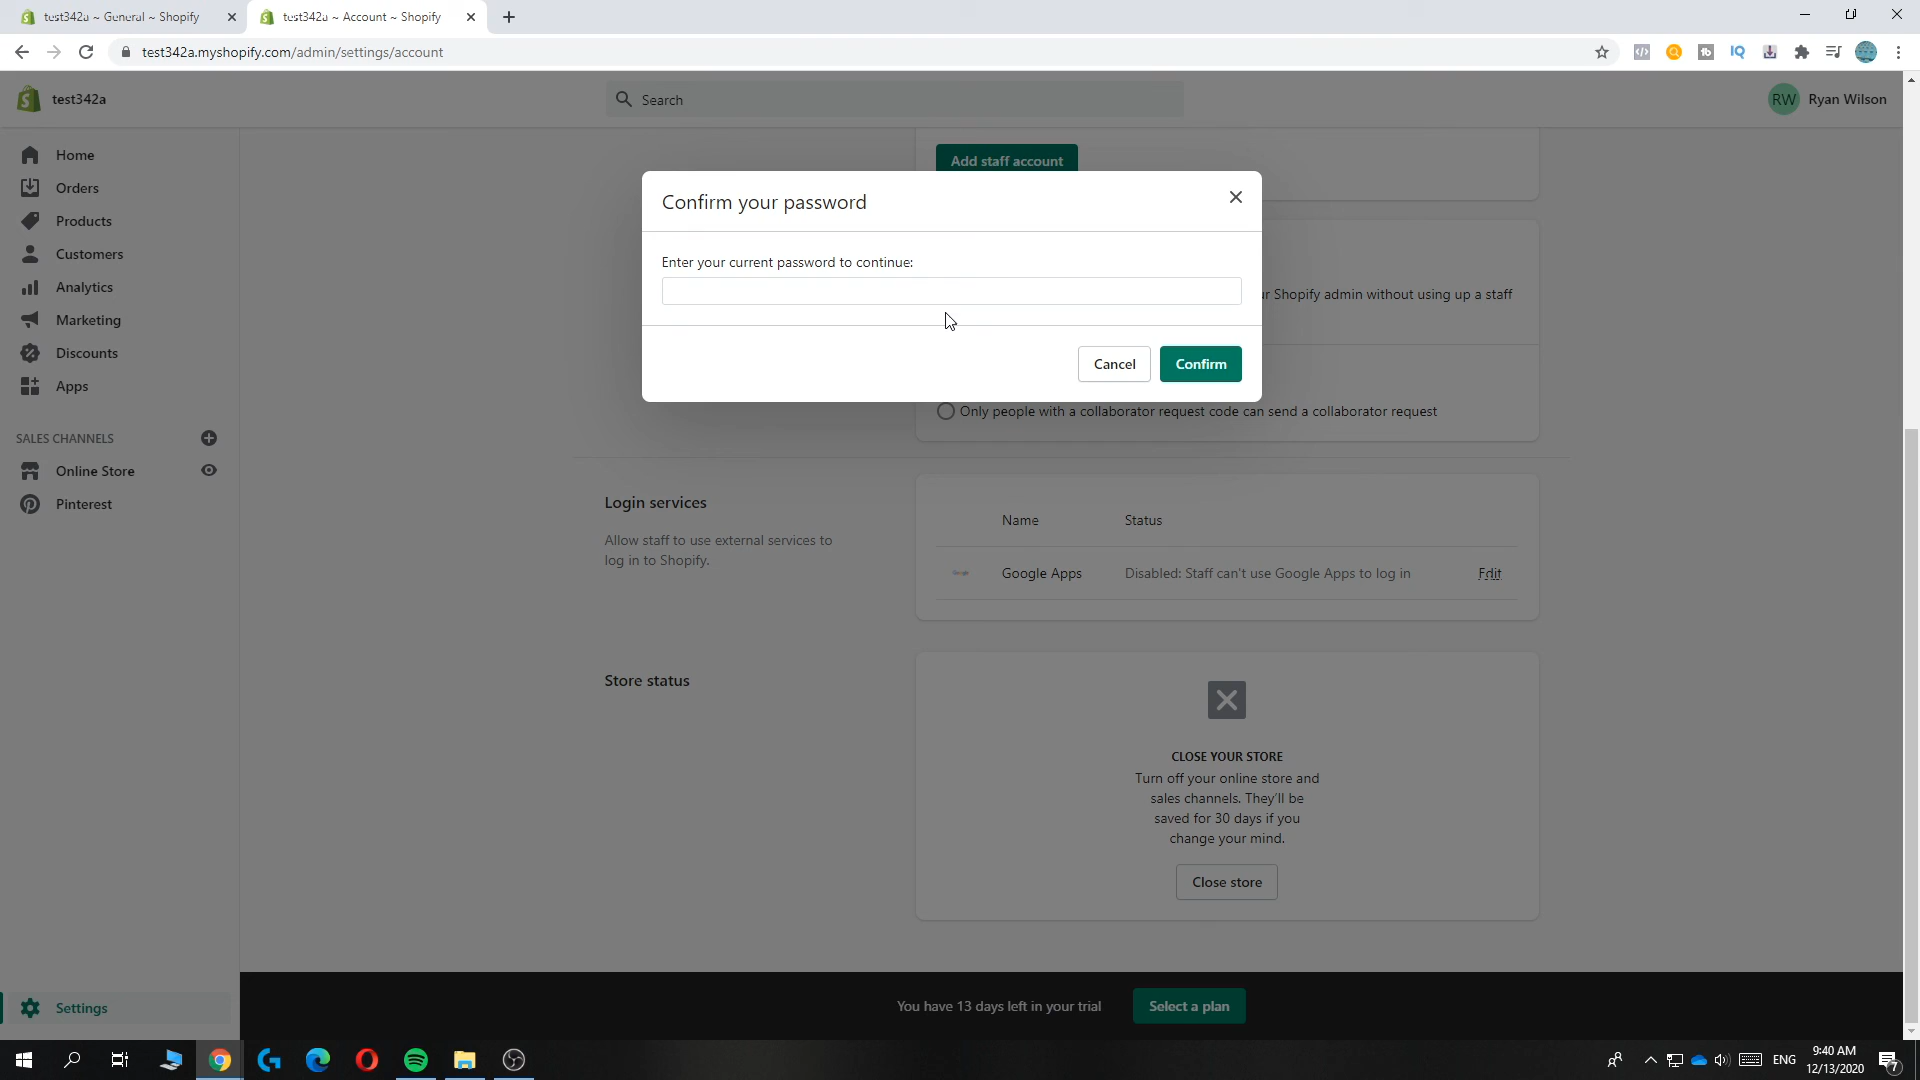 test342a ~ General ~ Shopify
test342a ~ Account ~ Shopify
test342a.myshopify.com/admin/settings/account
test342a
Search
RW
Ryan Wilson
Home
Orders
Products
Customers
Analytics
Marketing
Discounts
Apps
SALES CHANNELS
Online Store
Pinterest
Settings
Add staff account
Confirm your password
Enter your current password to continue:
Shopify admin without using up a staff
Cancel
Confirm
Only people with a collaborator request code can send a collaborator request
Login services
Allow staff to use external services to
log in to Shopify.
Name
Status
Google Apps
Disabled: Staff can't use Google Apps to log in
Edit
Store status
CLOSE YOUR STORE
Turn off your online store and
sales channels. They'll be
saved for 30 days if you
change your mind.
Close store
You have 13 days left in your trial
Select a plan
ENG
9:40 AM
12/13/2020
7